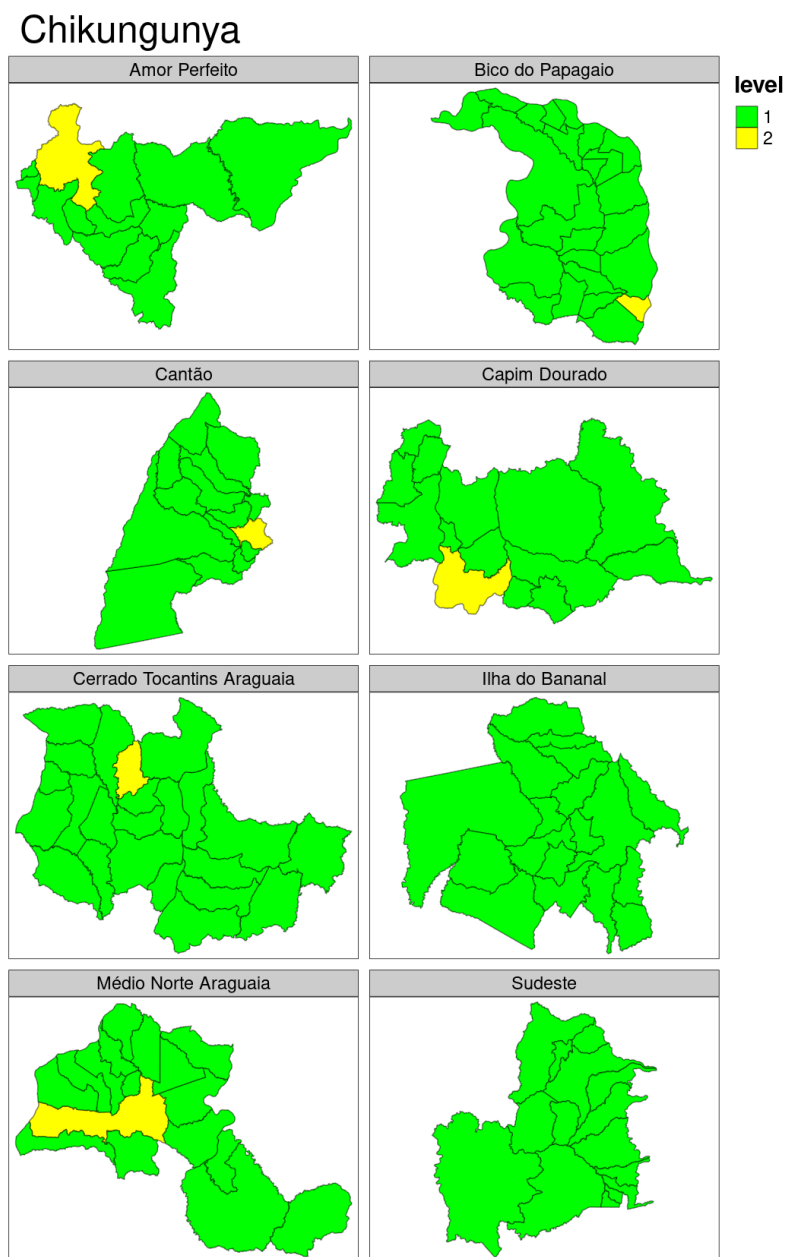 Chikungunya
Amor Perfeito
Bico do Papagaio
level
1
2
Cantão
Capim Dourado
Cerrado Tocantins Araguaia
Ilha do Bananal
Médio Norte Araguaia
Sudeste